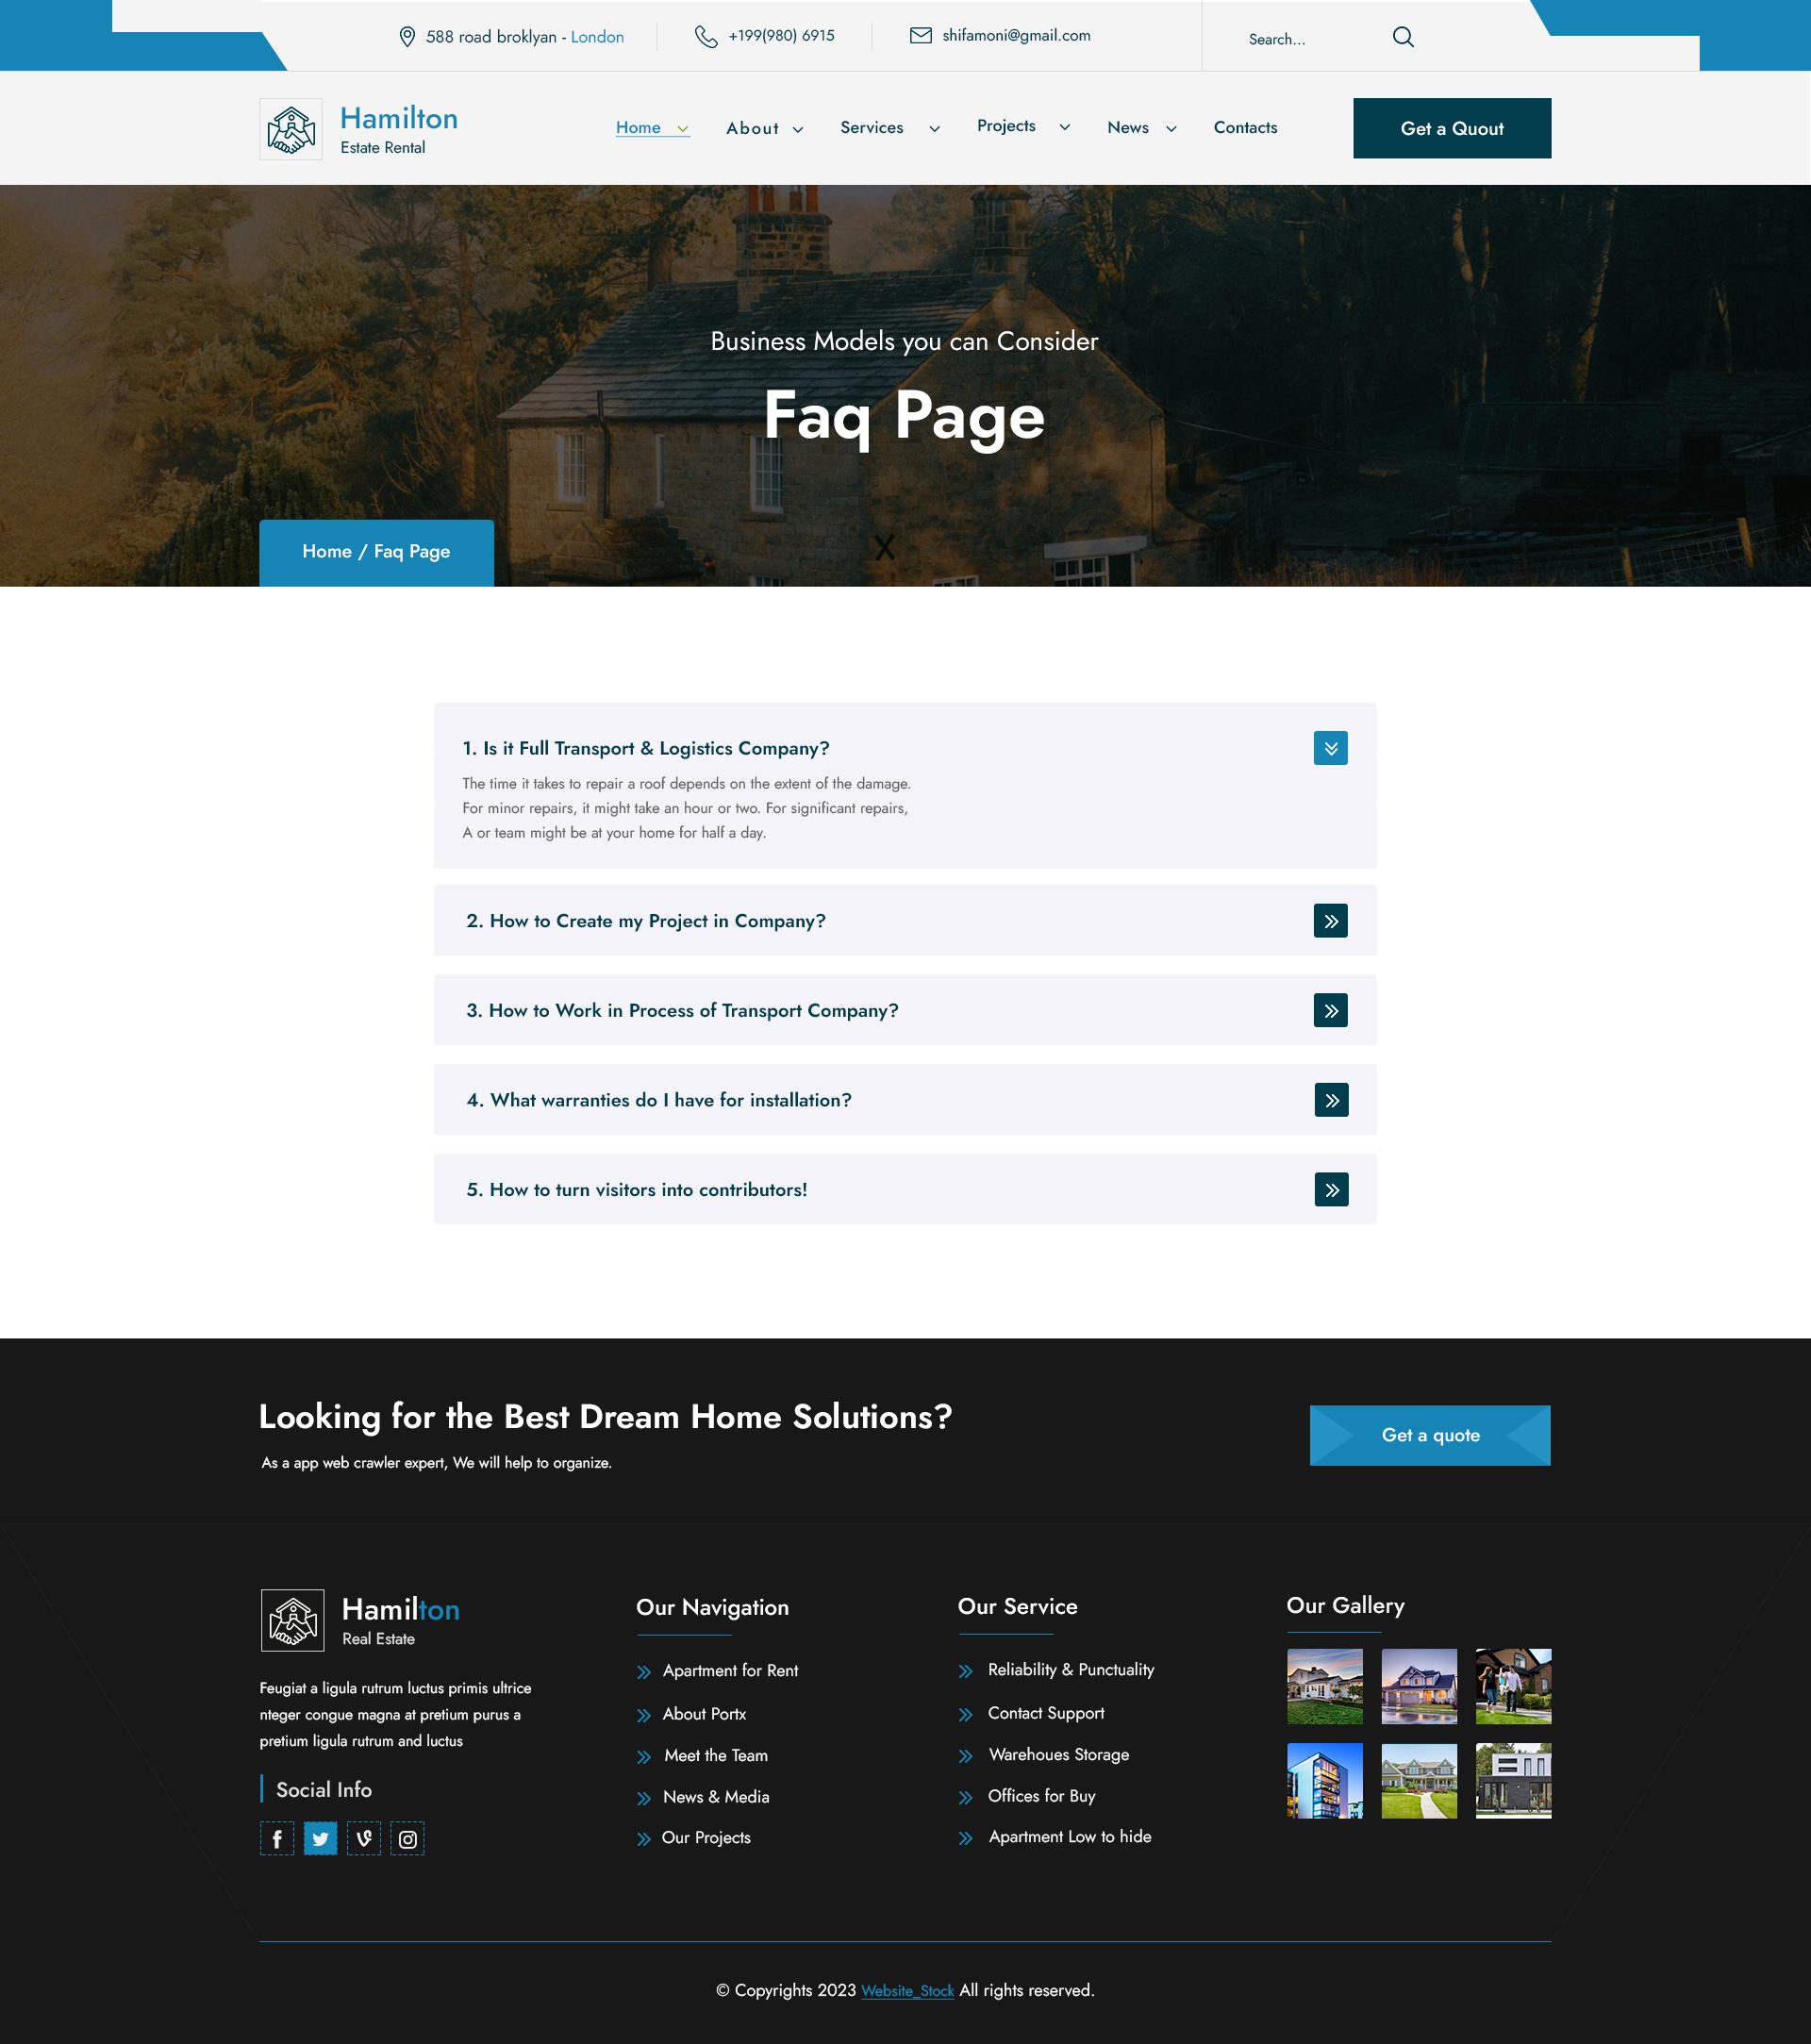 588 road broklyan - London
+199(980) 6915
shifamoni@gmail.com
Search...
Hamilton
Estate Rental
Home
About
Services
Projects
News
Contacts
Get a Quout
Business Models you can Consider
Faq Page
Home / Faq Page
1. Is it Full Transport & Logistics Company?
The time it takes to repair a roof depends on the extent of the damage.
For minor repairs, it might take an hour or two. For significant repairs,
A or team might be at your home for half a day.
2. How to Create my Project in Company?
3. How to Work in Process of Transport Company?
4. What warranties do I have for installation?
5. How to turn visitors into contributors!
Looking for the Best Dream Home Solutions?
As a app web crawler expert, We will help to organize.
Get a quote
Hamilton
Real Estate
Feugiat a ligula rutrum luctus primis ultrice
nteger congue magna at pretium purus a
pretium ligula rutrum and luctus
Social Info
Our Navigation
Apartment for Rent
About Portx
Meet the Team
News & Media
Our Projects
Our Service
Reliability & Punctuality
Contact Support
Warehoues Storage
Offices for Buy
Apartment Low to hide
Our Gallery
© Copyrights 2023 Website_Stock All rights reserved.